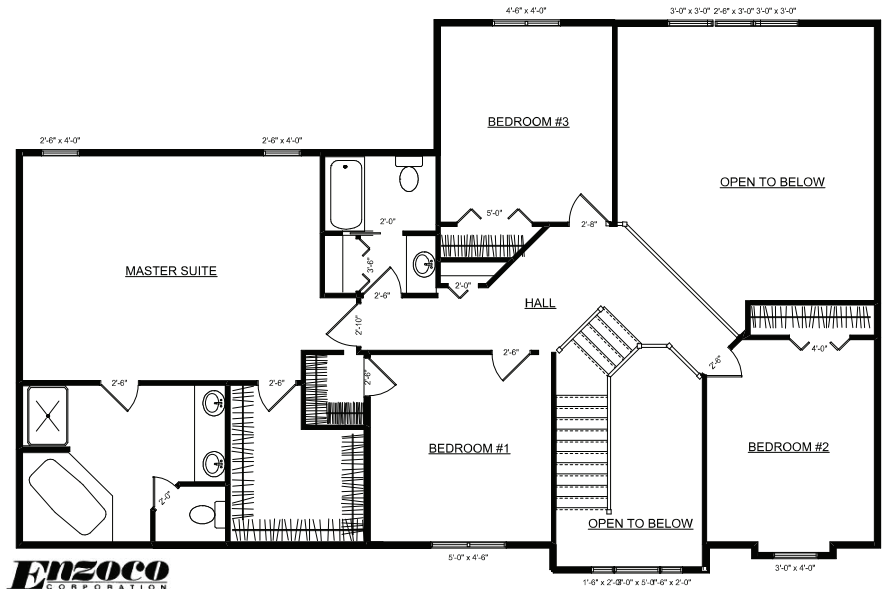 4'-6" x 4'-0"
3'-0" x 3'-0" 2'-6" x 3'-0" 3'-0" x 3'-0"
BEDROOM #3
2'-6" x 4'-0"
2'-6" x 4'-0"
OPEN TO BELOW
5'-0"
2'-0"
2'-8"
MASTER SUITE
3'-6"
2'-0"
2'-6"
HALL
2'-10"
2'-6"
4'-0"
2'-6"
2'-6"
2'-6"
2'-6"
BEDROOM #1
BEDROOM #2
2'-0"
OPEN TO BELOW
5'-0" x 4'-6"
3'-0" x 4'-0"
Enzoco
CORPORATION